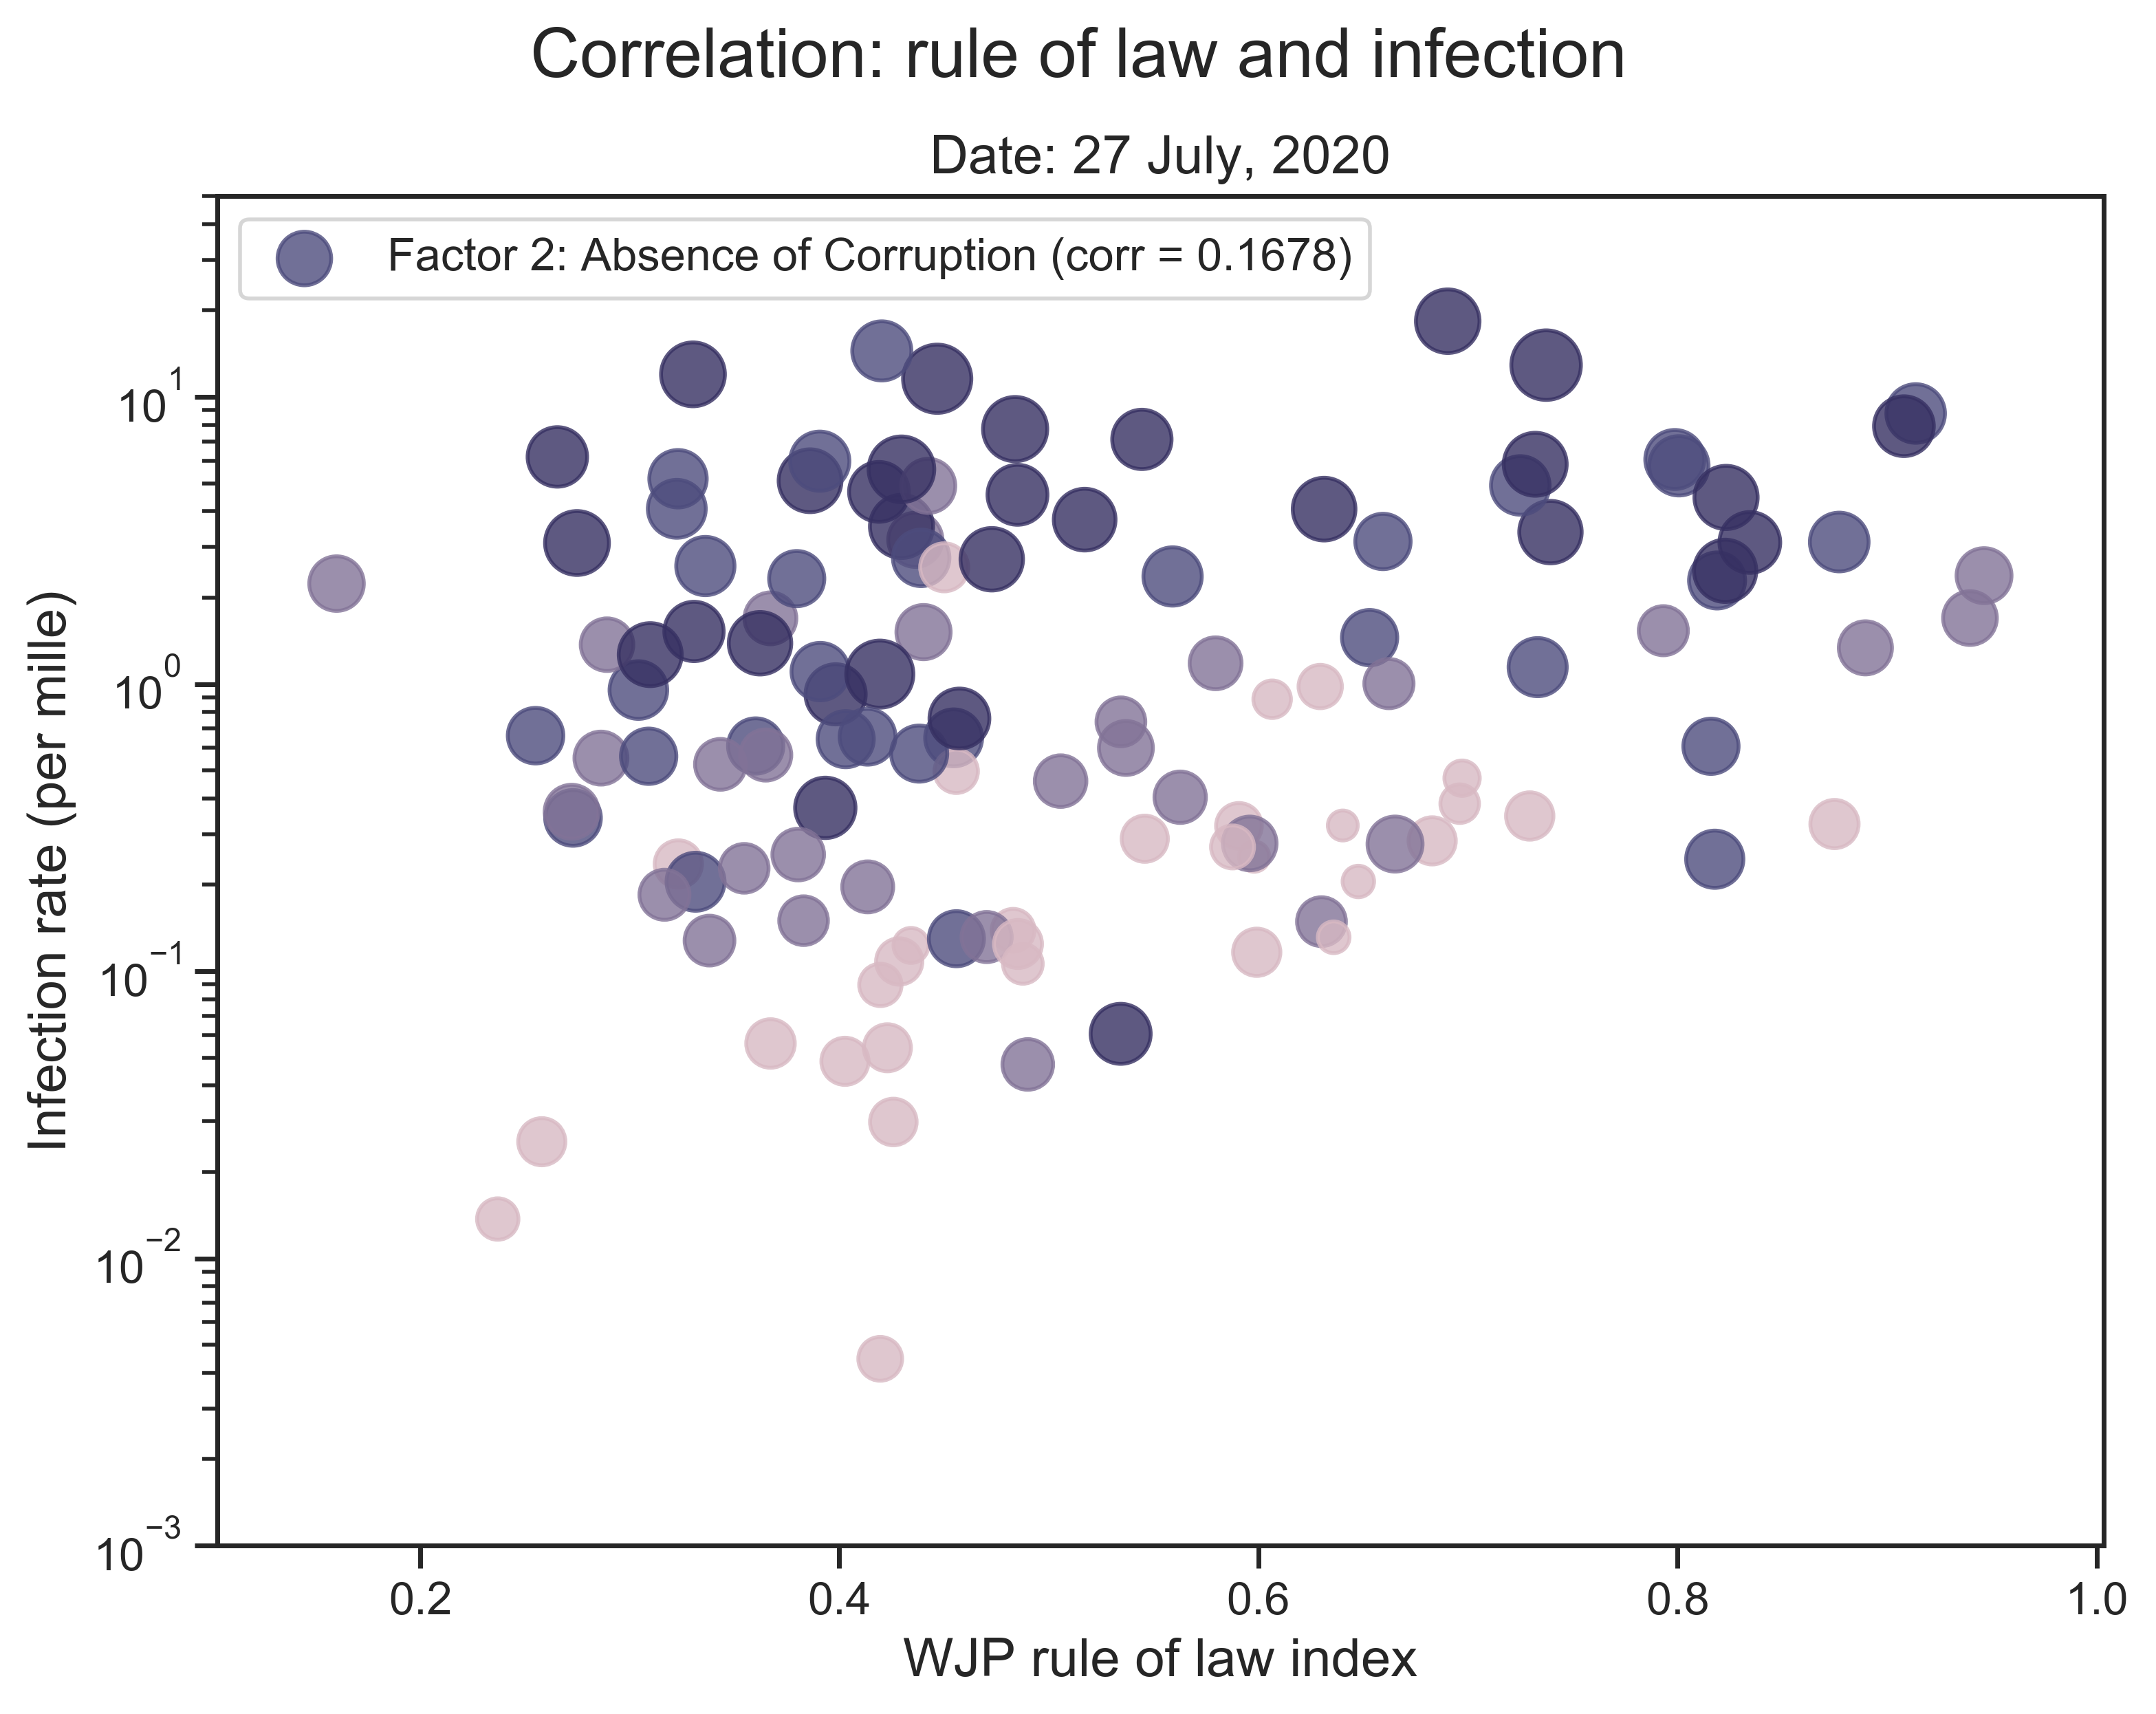 Correlation: rule of law and infection
Date: 27 July, 2020
Factor 2: Absence of Corruption (corr = 0.1678)
Infection rate (per mille)
10^1
10^0
10^−1
10^−2
10^−3
0.2 0.4 0.6 0.8 1.0
WJP rule of law index